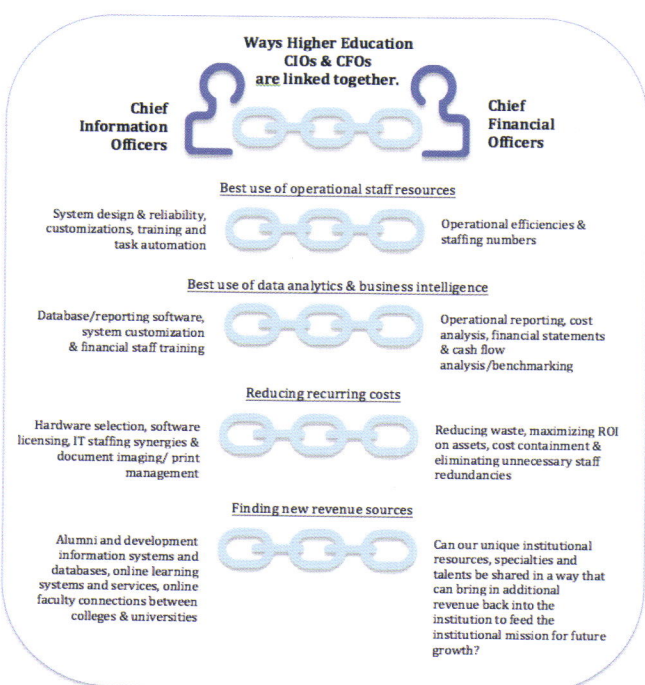 Ways Higher Education
CIOs & CFOs
are linked together.
Chief
Information
Officers
Chief
Financial
Officers
Best use of operational staff resources
System design & reliability,
customizations, training and
task automation
Operational efficiencies &
staffing numbers
Best use of data analytics & business intelligence
Database/reporting software,
system customization
& financial staff training
Operational reporting, cost
analysis, financial statements
& cash flow
analysis/benchmarking
Reducing recurring costs
Hardware selection, software
licensing, IT staffing synergies &
document imaging/ print
management
Reducing waste, maximizing ROI
on assets, cost containment &
eliminating unnecessary staff
redundancies
Finding new revenue sources
Alumni and development
information systems and
databases, online learning
systems and services, online
faculty connections between
colleges & universities
Can our unique institutional
resources, specialties and
talents be shared in a way that
can bring in additional
revenue back into the
institution to feed the
institutional mission for future
growth?